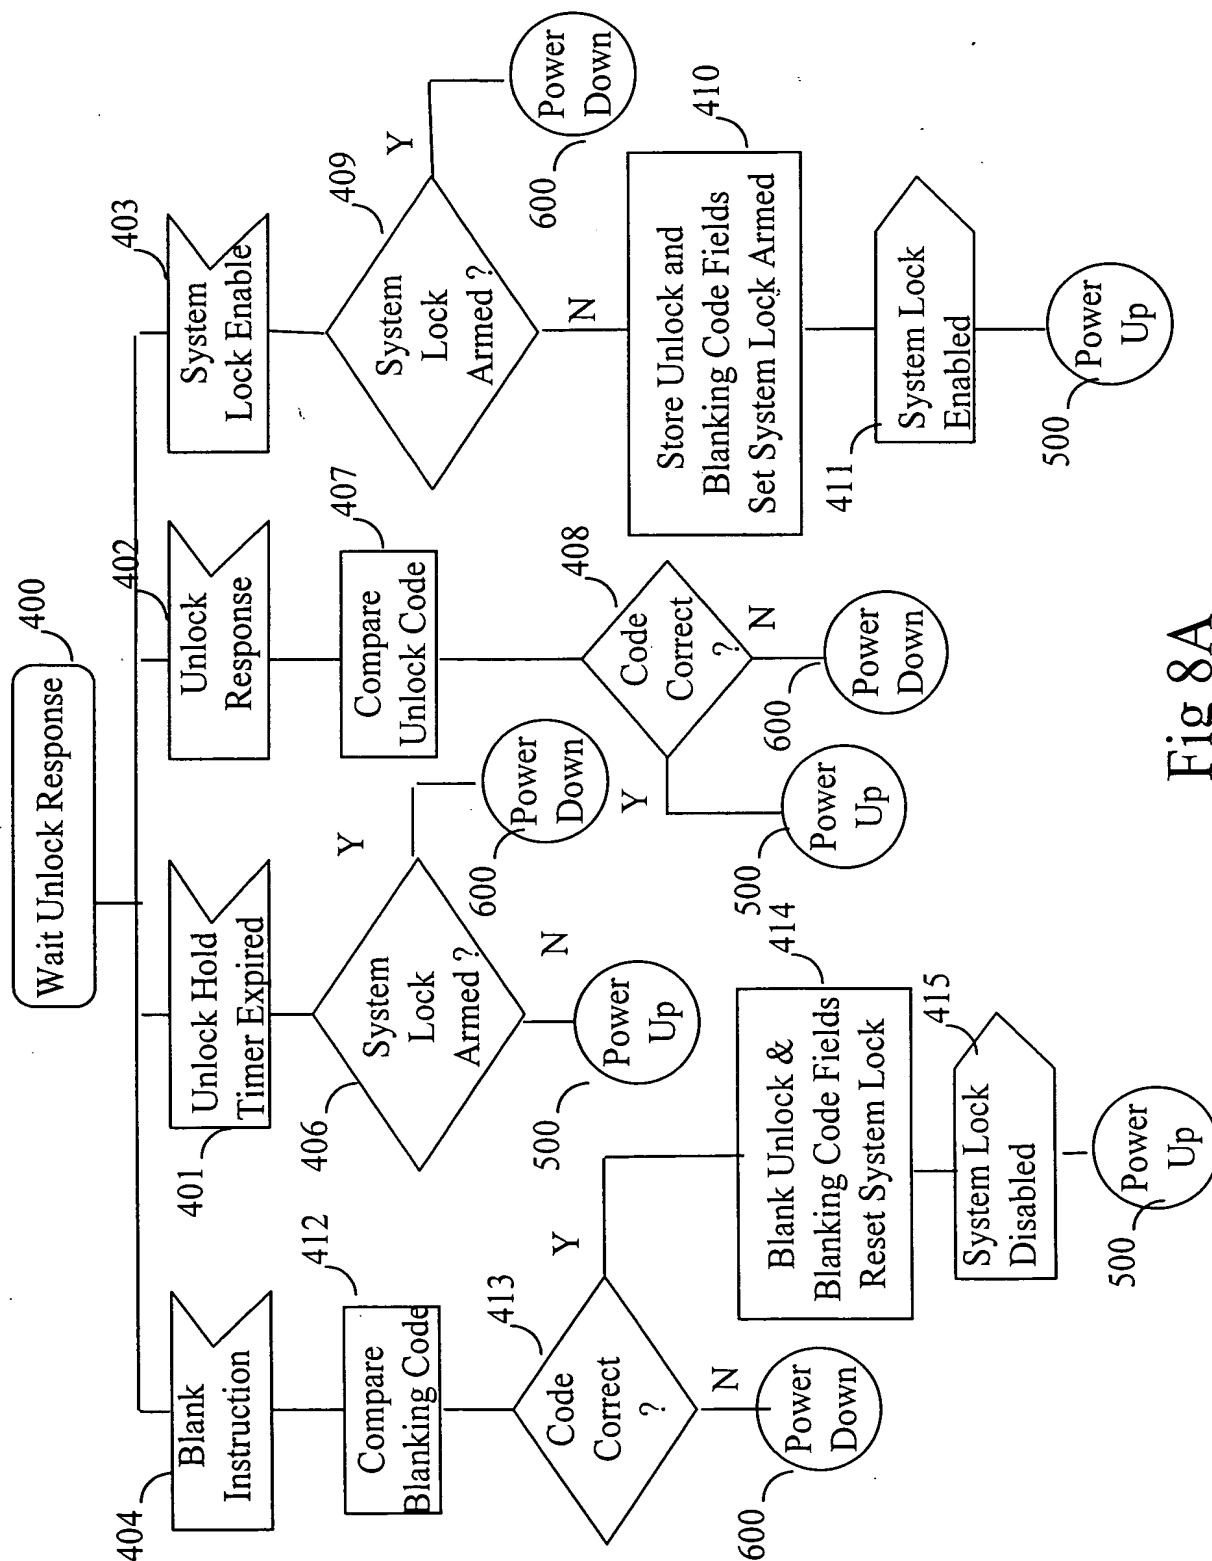 Wait Unlock Response
400
404
Blank
Instruction
412
Compare
Blanking Code
413
Code
Correct
?
Y
N
600
Power
Down
414
Blank Unlock &
Blanking Code Fields
Reset System Lock
415
System Lock
Disabled
500
Power
Up
401
Unlock Hold
Timer Expired
406
System
Lock
Armed ?
Y
600
Power
Down
N
500
Power
Up
402
Unlock
Response
407
Compare
Unlock Code
408
Code
Correct
?
Y
500
Power
Up
N
600
Power
Down
403
System
Lock Enable
409
System
Lock
Armed ?
Y
600
Power
Down
N
410
Store Unlock and
Blanking Code Fields
Set System Lock Armed
411
System Lock
Enabled
500
Power
Up
Fig 8A